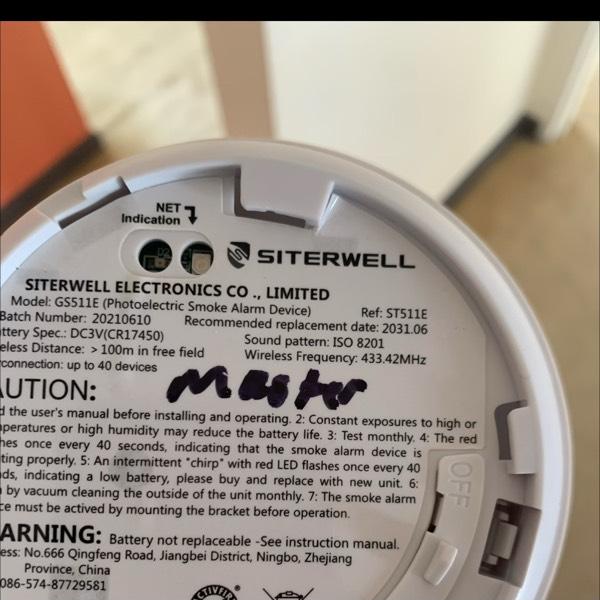 NET
Indication
SITERWELL
SITERWELL ELECTRONICS CO ., LIMITED
Model: GS511E (Photoelectric Smoke Alarm Device) Ref: ST511E
Batch Number: 20210610 Recommended replacement date: 2031.06
ttery Spec.: DC3V(CR17450) Sound pattern: ISO 8201
eless Distance: > 100m in free field Wireless Frequency: 433.42MHz
connection: up to 40 devices
Master
AUTION:
d the user's manual before installing and operating. 2: Constant exposures to high or
peratures or high humidity may reduce the battery life. 3: Test monthly. 4: The red
hes once every 40 seconds, indicating that the smoke alarm device is
ting properly. 5: An intermittent "chirp" with red LED flashes once every 40
ds, indicating a low battery, please buy and replace with new unit. 6:
n by vacuum cleaning the outside of the unit monthly. 7: The smoke alarm
ce must be actived by mounting the bracket before operation.
OFF
ARNING: Battery not replaceable -See instruction manual.
ess: No.666 Qingfeng Road, Jiangbei District, Ningbo, Zhejiang
Province, China
086-574-87729581